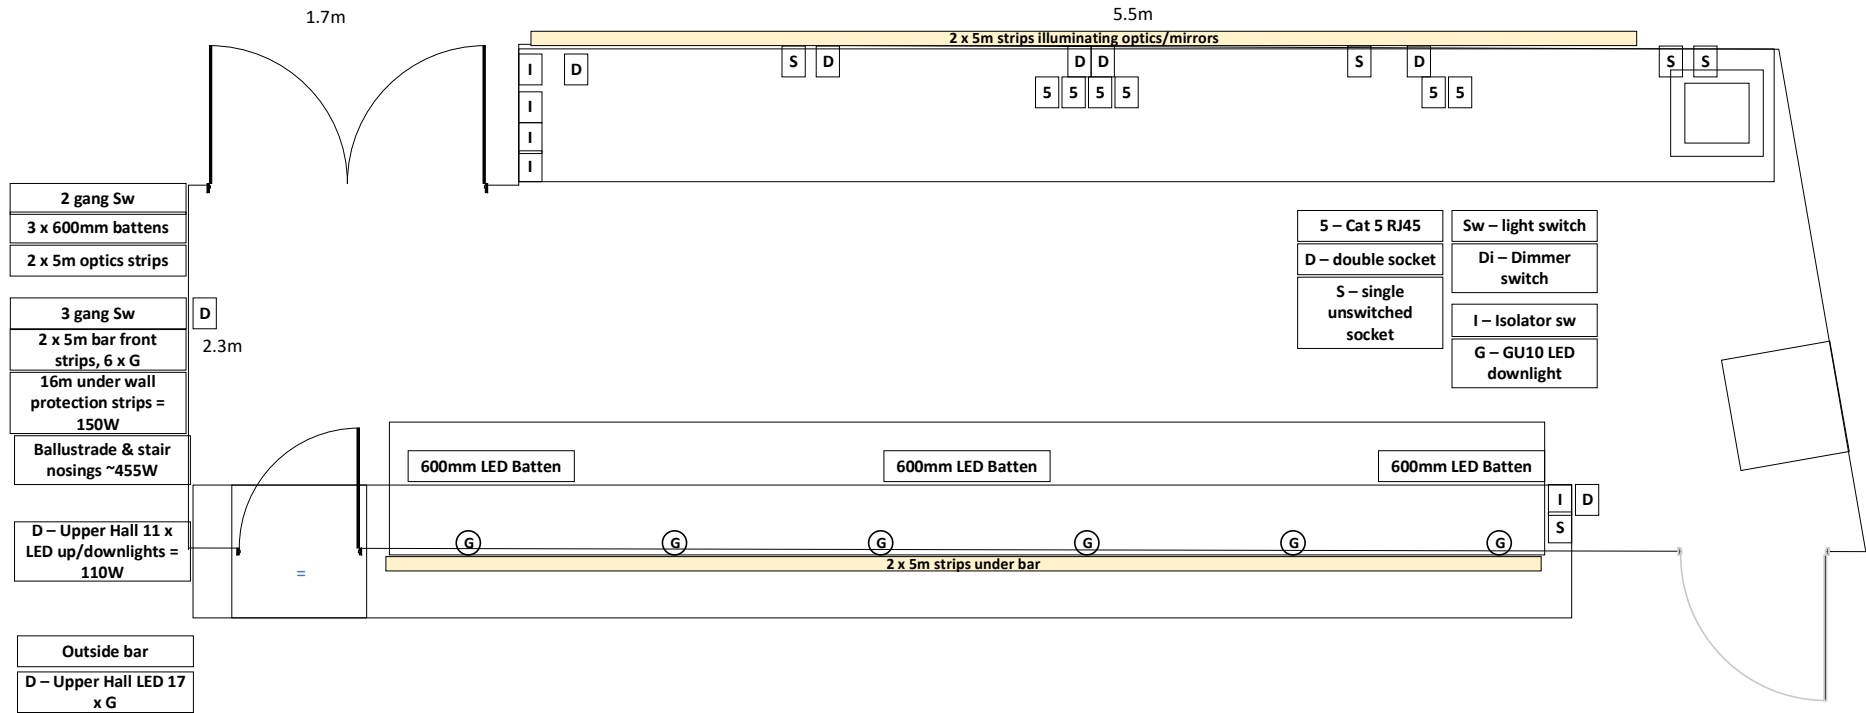 1.7m
5.5m
2 x 5m strips illuminating optics/mirrors
I
D
S
D
D
D
S
D
S
S
I
5
5
5
5
5
5
I
I
2 gang Sw
3 x 600mm battens
2 x 5m optics strips
5 – Cat 5 RJ45
Sw – light switch
D – double socket
Di – Dimmer
switch
S – single
unswitched
socket
I – Isolator sw
G – GU10 LED
downlight
3 gang Sw
D
2 x 5m bar front
strips, 6 x G
2.3m
16m under wall
protection strips =
150W
Ballustrade & stair
nosings ~455W
600mm LED Batten
600mm LED Batten
600mm LED Batten
I
D
S
D – Upper Hall 11 x
LED up/downlights =
110W
G
G
G
G
G
G
2 x 5m strips under bar
=
Outside bar
D – Upper Hall LED 17
x G